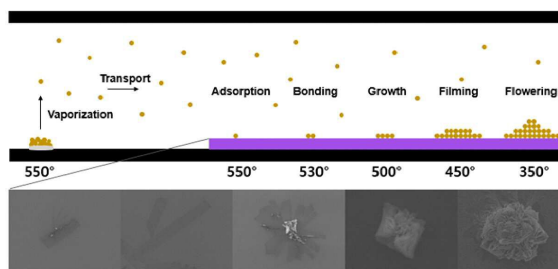 Transport
Vaporization
Adsorption Bonding Growth Filming Flowering
550° 550° 530° 500° 450° 350°